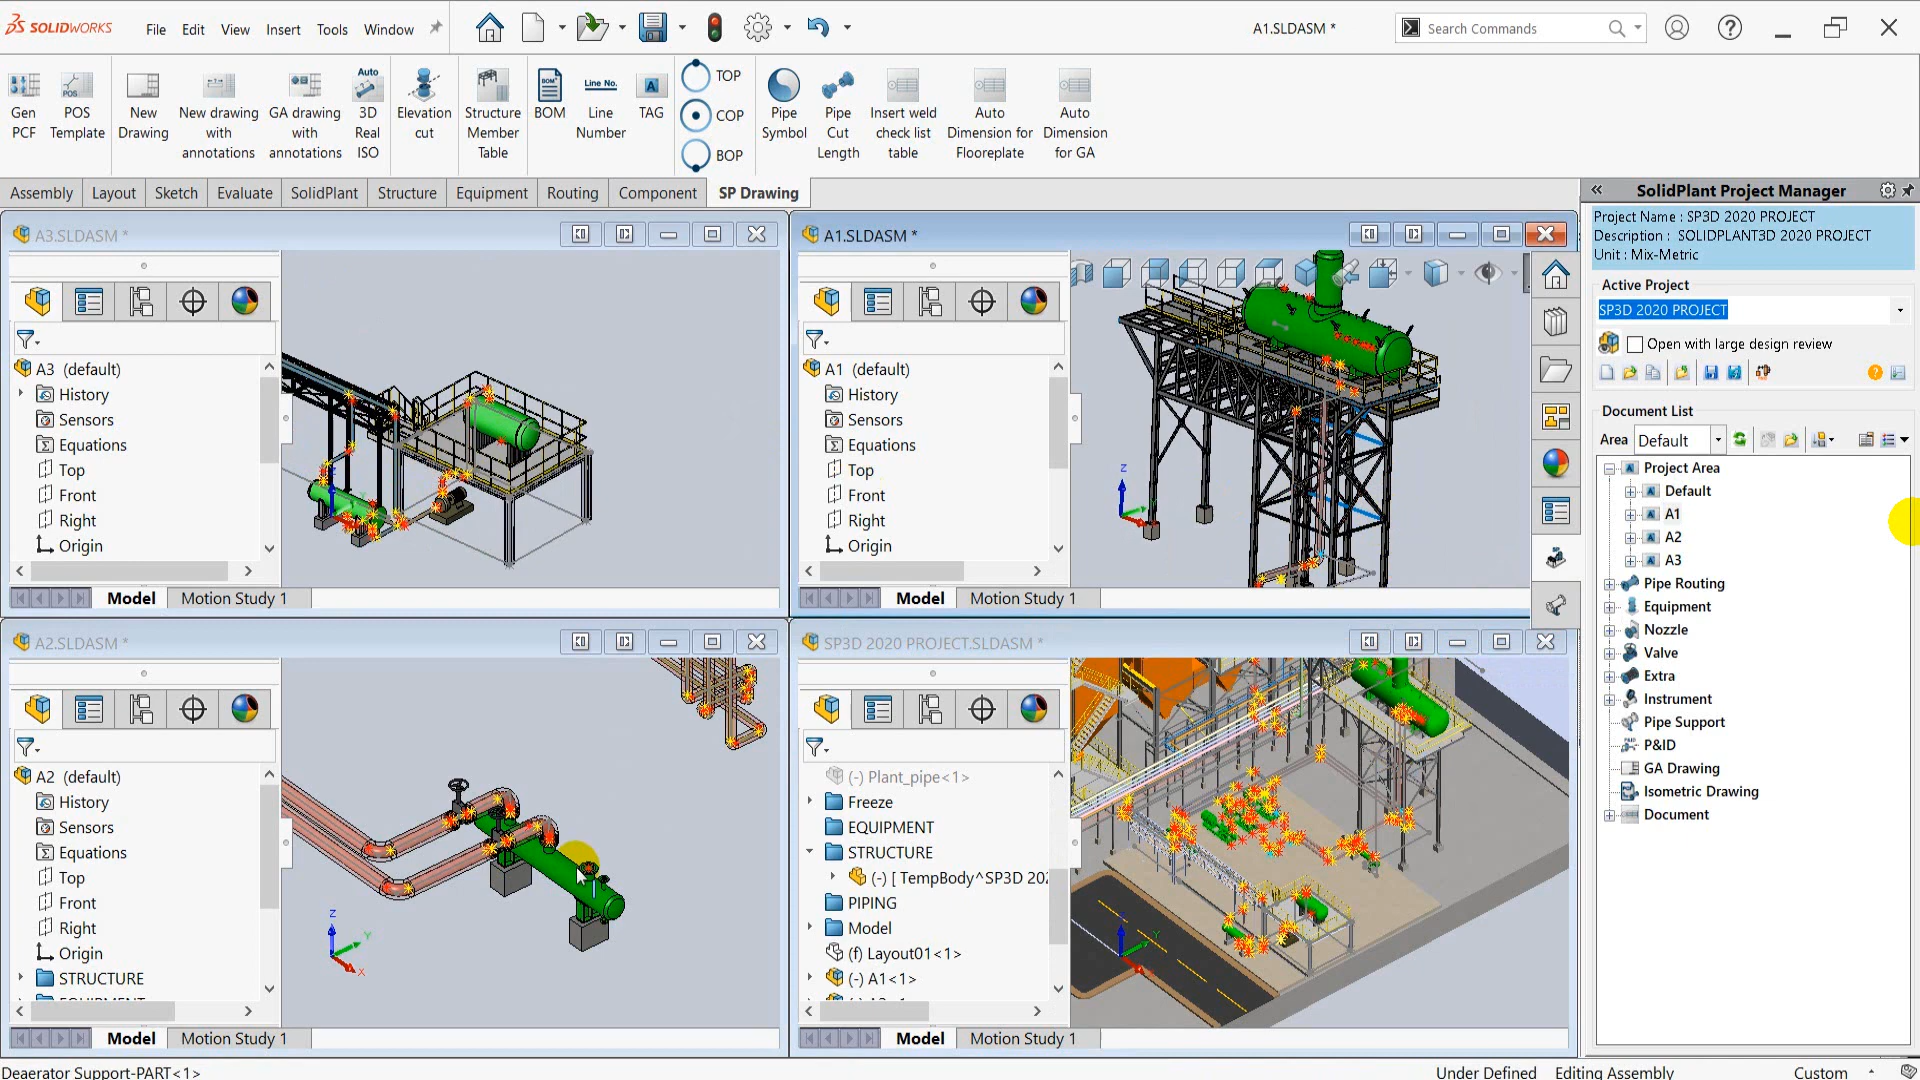 SOLIDWORKS File Edit View Insert Tools Window A1.SLDASM * Search Commands
Gen PCF
POS Template
New Drawing
New drawing with annotations
GA drawing with annotations
Auto 3D Real ISO
Elevation cut
Structure Member Table
BOM
Line No. Line Number
TAG
TOP
COP
BOP
Pipe Symbol
Pipe Cut Length
Insert weld check list table
Auto Dimension for Flooreplate
Auto Dimension for GA
Assembly Layout Sketch Evaluate SolidPlant Structure Equipment Routing Component SP Drawing
A3.SLDASM *
A3 (default)
History
Sensors
Equations
Top
Front
Right
Origin
Model Motion Study 1
A1.SLDASM *
A1 (default)
History
Sensors
Equations
Top
Front
Right
Origin
Model Motion Study 1
A2.SLDASM *
A2 (default)
History
Sensors
Equations
Top
Front
Right
Origin
STRUCTURE
Model Motion Study 1
SP3D 2020 PROJECT.SLDASM *
(-) Plant_pipe<1>
Freeze
EQUIPMENT
STRUCTURE
(-) [ TempBody^SP3D 202
PIPING
Model
(f) Layout01<1>
(-) A1<1>
Model Motion Study 1
SolidPlant Project Manager
Project Name : SP3D 2020 PROJECT
Description : SOLIDPLANT3D 2020 PROJECT
Unit : Mix-Metric
Active Project
SP3D 2020 PROJECT
Open with large design review
Document List
Area Default
Project Area
Default
A1
A2
A3
Pipe Routing
Equipment
Nozzle
Valve
Extra
Instrument
Pipe Support
P&ID
GA Drawing
Isometric Drawing
Document
Deaerator Support-PART<1> Under Defined Editing Assembly Custom